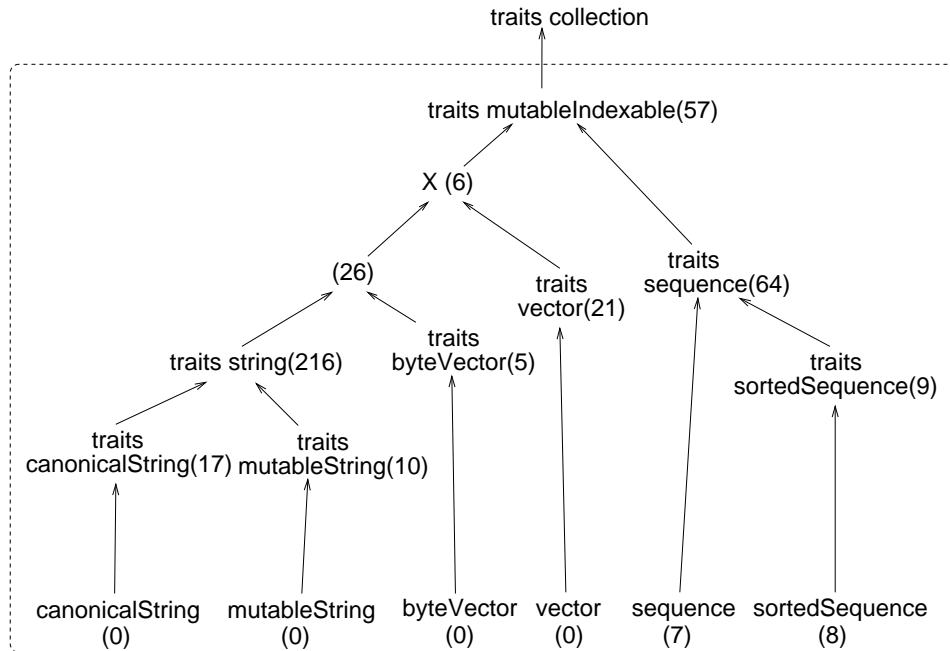 traits collection
traits mutableIndexable(57)
X (6)
(26)
traits
vector(21)
traits
sequence(64)
traits string(216)
traits
byteVector(5)
traits
sortedSequence(9)
traits
canonicalString(17)
traits
mutableString(10)
canonicalString
(0)
mutableString
(0)
byteVector
(0)
vector
(0)
sequence
(7)
sortedSequence
(8)